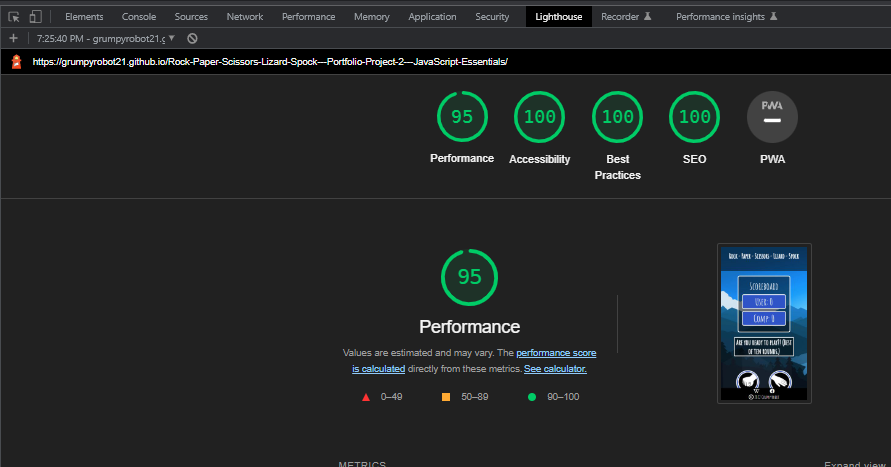 Elements Console Sources Network Performance Memory Application Security Lighthouse Recorder Performance insights
+ 7:25:40 PM - grumpyrobot21.g
https://grumpyrobot21.github.io/Rock-Paper-Scissors-Lizard-Spock---Portfolio-Project-2---JavaScript-Essentials/
95 100 100 100 PWA
Performance Accessibility Best Practices SEO PWA
95
Performance
Values are estimated and may vary. The performance score
is calculated directly from these metrics. See calculator.
0–49 50–89 90–100
Rock - Paper - Scissors - Lizard - Spock
Scoreboard
User: 0
Comp: 0
Are you ready to play? (Best
of ten rounds.)
METRICS
Expand view